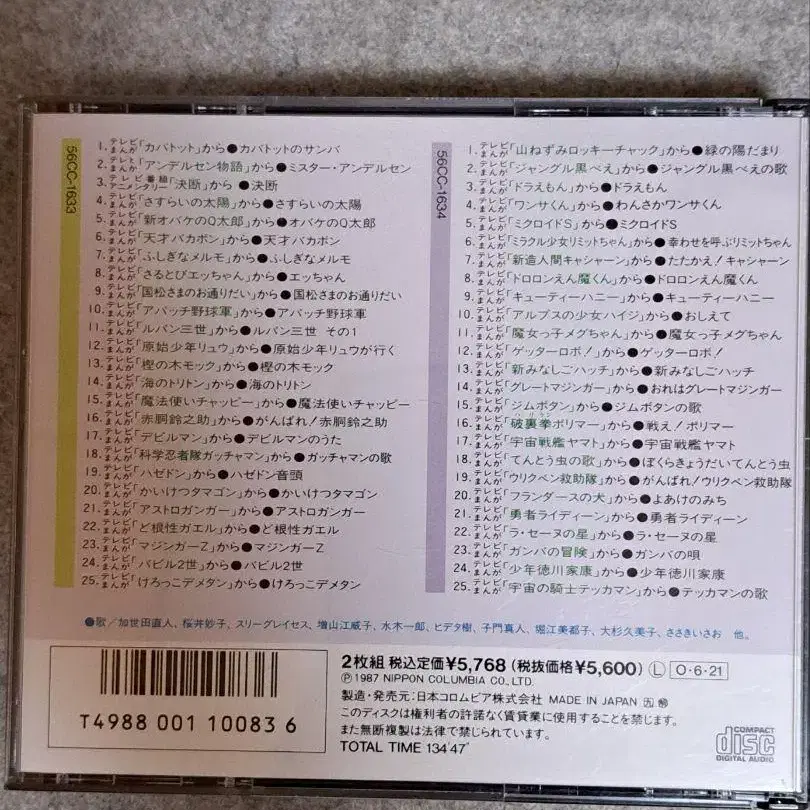 56CC-1633
1. テレビまんが「カバトット」から●カバトットのサンバ
2. テレビまんが「アンデルセン物語」から●ミスター・アンデルセン
3. テレビ番組アニメンタリー「決断」から●決断
4. テレビまんが「さすらいの太陽」から●さすらいの太陽
5. テレビまんが「新オバケのQ太郎」から●オバケのQ太郎
6. テレビまんが「天才バカボン」から●天才バカボン
7. テレビまんが「ふしぎなメルモ」から●ふしぎなメルモ
8. テレビまんが「さるとびエッちゃん」から●エッちゃん
9. テレビまんが「国松さまのお通りだい」から●国松さまのお通りだい
10. テレビまんが「アパッチ野球軍」から●アパッチ野球軍
11. テレビまんが「ルパン三世」から●ルパン三世 その1
12. テレビまんが「原始少年リュウ」から●原始少年リュウが行く
13. テレビまんが「樫の木モック」から●樫の木モック
14. テレビまんが「海のトリトン」から●海のトリトン
15. テレビまんが「魔法使いチャッピー」から●魔法使いチャッピー
16. テレビまんが「赤胴鈴之助」から●がんばれ!赤胴鈴之助
17. テレビまんが「デビルマン」から●デビルマンのうた
18. テレビまんが「科学忍者隊ガッチャマン」から●ガッチャマンの歌
19. テレビまんが「ハゼドン」から●ハゼドン音頭
20. テレビまんが「かいけつタマゴン」から●かいけつタマゴン
21. テレビまんが「アストロガンガー」から●アストロガンガー
22. テレビまんが「ど根性ガエル」から●ど根性ガエル
23. テレビまんが「マジンガーZ」から●マジンガーZ
24. テレビまんが「バビル2世」から●バビル2世
25. テレビまんが「けろっこデメタン」から●けろっこデメタン
56CC-1634
1. テレビまんが「山ねずみロッキーチャック」から●緑の陽だまり
2. テレビまんが「ジャングル黒べえ」から●ジャングル黒べえの歌
3. テレビまんが「ドラえもん」から●ドラえもん
4. テレビまんが「ワンサくん」から●わんさかワンサくん
5. テレビまんが「ミクロイドS」から●ミクロイドS
6. テレビまんが「ミラクル少女リミットちゃん」から●幸わせを呼ぶリミットちゃん
7. テレビまんが「新造人間キャシャーン」から●たたかえ!キャシャーン
8. テレビまんが「ドロロンえん魔くん」から●ドロロンえん魔くん
9. テレビまんが「キューティーハニー」から●キューティーハニー
10. テレビまんが「アルプスの少女ハイジ」から●おしえて
11. テレビまんが「魔女っ子メグちゃん」から●魔女っ子メグちゃん
12. テレビまんが「ゲッターロボ!」から●ゲッターロボ!
13. テレビまんが「新みなしごハッチ」から●新みなしごハッチ
14. テレビまんが「グレートマジンガー」から●おれはグレートマジンガー
15. テレビまんが「ジムボタン」から●ジムボタンの歌
16. テレビまんが「破裏拳ポリマー」から●戦え!ポリマー
17. テレビまんが「宇宙戦艦ヤマト」から●宇宙戦艦ヤマト
18. テレビまんが「てんとう虫の歌」から●ぼくらきょうだいてんとう虫
19. テレビまんが「ウリクペン救助隊」から●がんばれ!ウリクペン救助隊
20. テレビまんが「フランダースの犬」から●よあけのみち
21. テレビまんが「勇者ライディーン」から●勇者ライディーン
22. テレビまんが「ラ・セーヌの星」から●ラ・セーヌの星
23. テレビまんが「ガンバの冒険」から●ガンバの唄
24. テレビまんが「少年徳川家康」から●少年徳川家康
25. テレビまんが「宇宙の騎士テッカマン」から●テッカマンの歌
●歌/加世田直人、桜井妙子、スリーグレイセス、増山江威子、水木一郎、ヒデタ樹、子門真人、堀江美都子、大杉久美子、ささきいさお 他。
T4988 001 10083 6
2枚組 税込定価¥5,768(税抜価格¥5,600) Ⓛ O・6・21
Ⓟ1987 NIPPON COLUMBIA CO., LTD.
製造・発売元:日本コロムビア株式会社 MADE IN JAPAN
このディスクは権利者の許諾なく賃貸業に使用することを禁じます。
また無断複製は法律で禁じられています。
TOTAL TIME 134'47"
COMPACT
disc
DIGITAL AUDIO